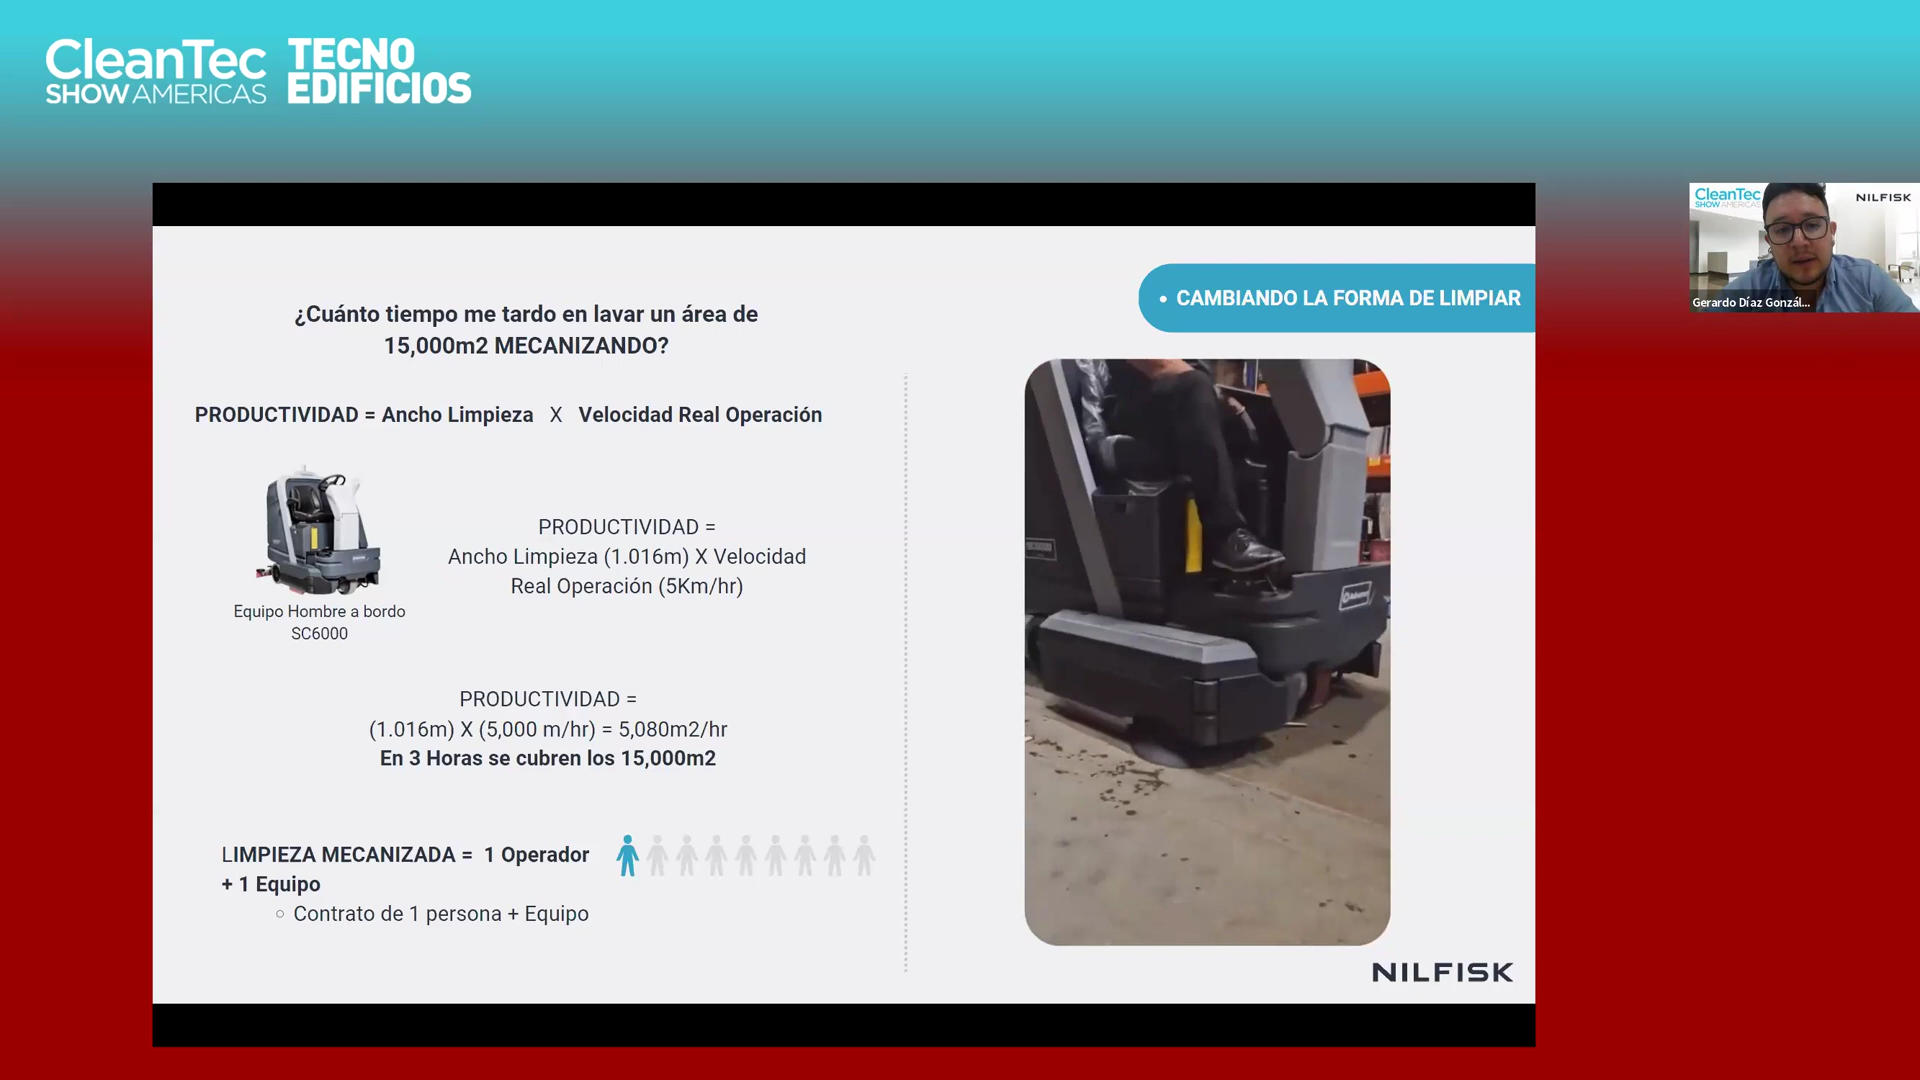 CleanTec
SHOW AMERICAS
TECNO
EDIFICIOS
CleanTec
SHOW AMERICAS
NILFISK
Gerardo Díaz Gonzál...
• CAMBIANDO LA FORMA DE LIMPIAR
¿Cuánto tiempo me tardo en lavar un área de
15,000m2 MECANIZANDO?
PRODUCTIVIDAD = Ancho Limpieza X Velocidad Real Operación
PRODUCTIVIDAD =
Ancho Limpieza (1.016m) X Velocidad
Real Operación (5Km/hr)
Equipo Hombre a bordo
SC6000
PRODUCTIVIDAD =
(1.016m) X (5,000 m/hr) = 5,080m2/hr
En 3 Horas se cubren los 15,000m2
LIMPIEZA MECANIZADA = 1 Operador
+ 1 Equipo
○ Contrato de 1 persona + Equipo
NILFISK